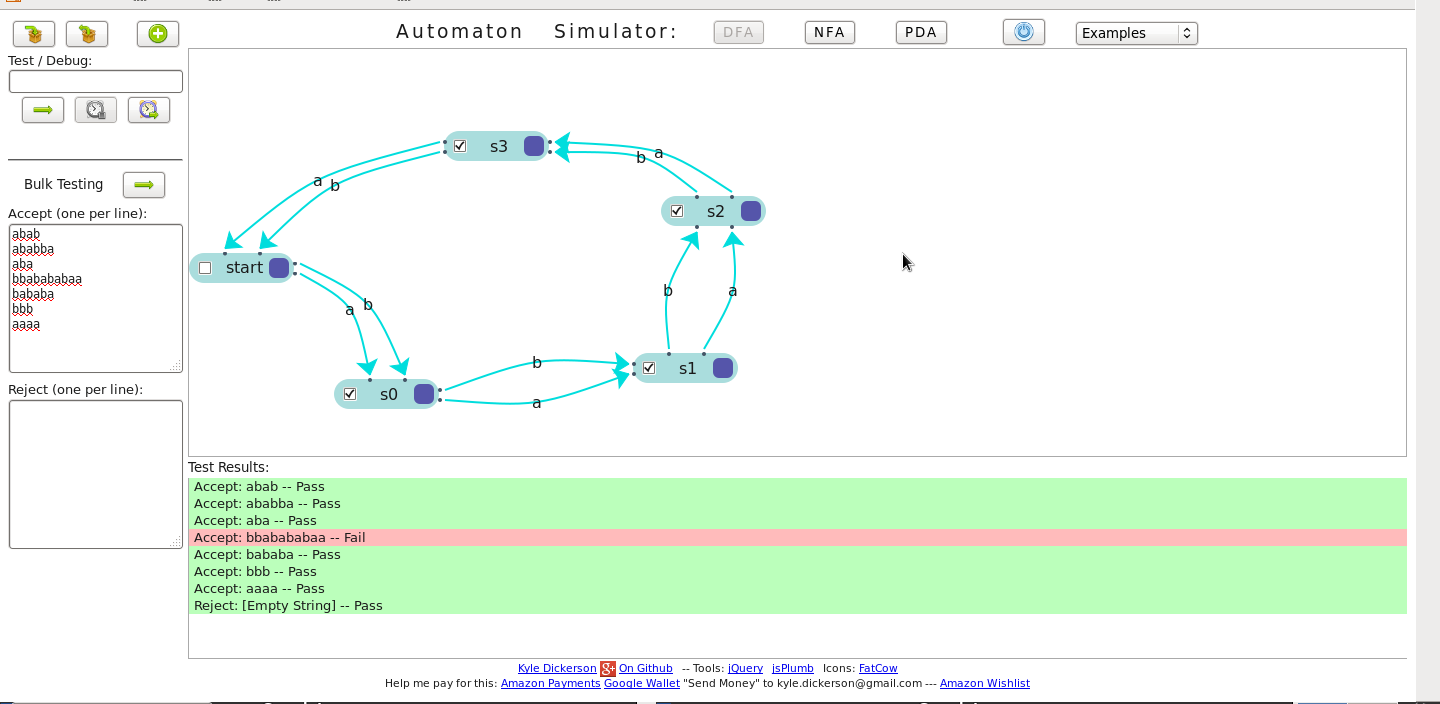 Automaton Simulator: DFA NFA PDA Examples
Test / Debug:
Bulk Testing
Accept (one per line):
abab
ababba
aba
bbabababaa
bababa
bbb
aaaa
Reject (one per line):
s3
b a
a b
s2
start
b a
a b
b
s1
s0
a
Test Results:
Accept: abab -- Pass
Accept: ababba -- Pass
Accept: aba -- Pass
Accept: bbabababaa -- Fail
Accept: bababa -- Pass
Accept: bbb -- Pass
Accept: aaaa -- Pass
Reject: [Empty String] -- Pass
Kyle Dickerson g+ On Github -- Tools: jQuery jsPlumb Icons: FatCow
Help me pay for this: Amazon Payments Google Wallet "Send Money" to kyle.dickerson@gmail.com --- Amazon Wishlist